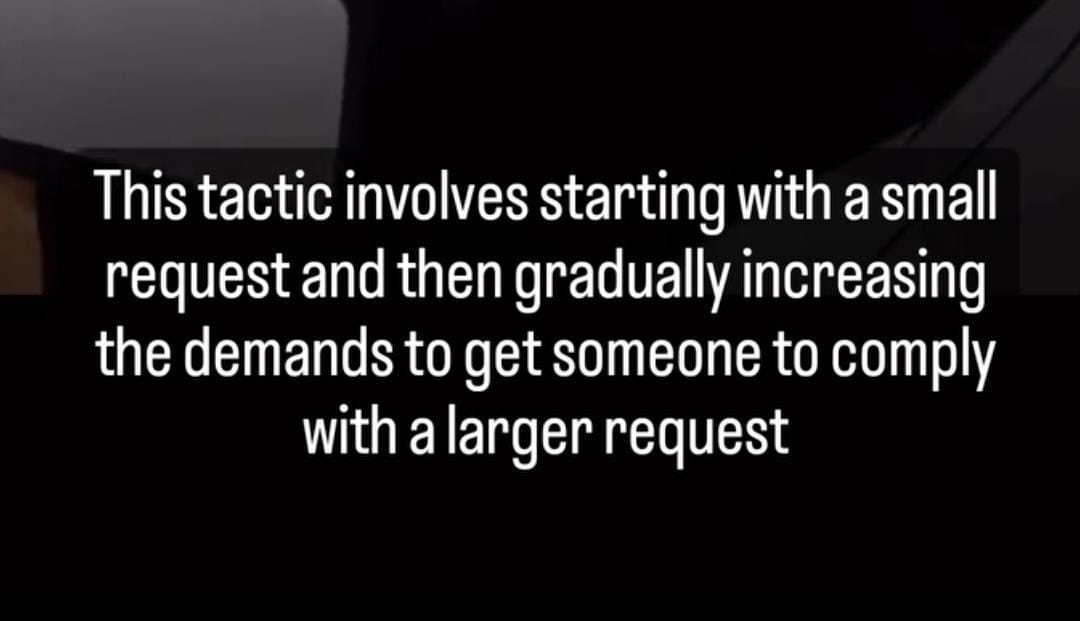 This tactic involves starting with a small
request and then gradually increasing
the demands to get someone to comply
with a larger request